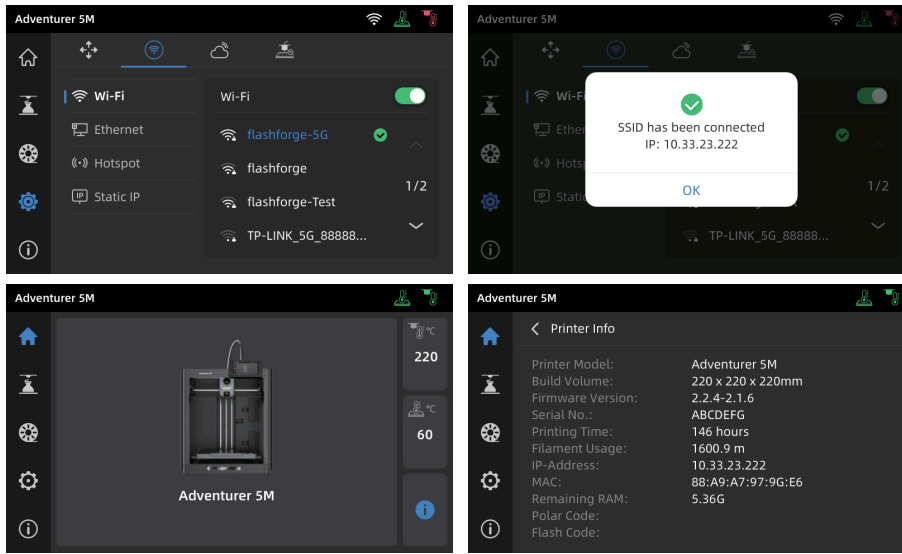 Adventurer 5M
Wi-Fi
Ethernet
Hotspot
IP Static IP
Wi-Fi
flashforge-5G
flashforge
flashforge-Test
TP-LINK_5G_88888...
1/2
Adventurer 5M
Wi-Fi
Ether
Hots
IP Stati
SSID has been connected
IP: 10.33.23.222
OK
1/2
TP-LINK_5G_88888...
Adventurer 5M
Adventurer 5M
°C
220
°C
60
Adventurer 5M
Printer Info
Printer Model: Adventurer 5M
Build Volume: 220 x 220 x 220mm
Firmware Version: 2.2.4-2.1.6
Serial No.: ABCDEFG
Printing Time: 146 hours
Filament Usage: 1600.9 m
IP-Address: 10.33.23.222
MAC: 88:A9:A7:97:9G:E6
Remaining RAM: 5.36G
Polar Code:
Flash Code: